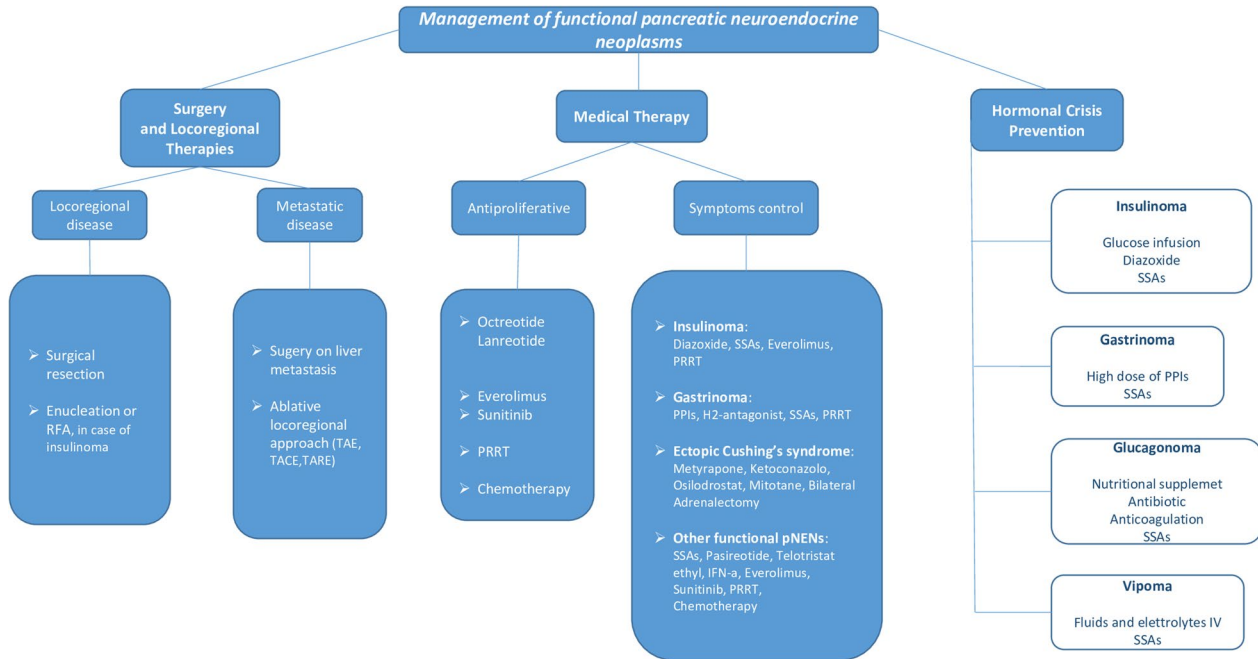 Management of functional pancreatic neuroendocrine
neoplasms
Surgery
and Locoregional
Therapies
Medical Therapy
Hormonal Crisis
Prevention
Locoregional
disease
Metastatic
disease
Antiproliferative
Symptoms control
➢ Surgical
resection
➢ Enucleation or
RFA, in case of
insulinoma
➢ Sugery on liver
metastasis
➢ Ablative
locoregional
approach (TAE,
TACE,TARE)
➢ Octreotide
Lanreotide
➢ Everolimus
➢ Sunitinib
➢ PRRT
➢ Chemotherapy
➢ Insulinoma:
Diazoxide, SSAs, Everolimus,
PRRT
➢ Gastrinoma:
PPIs, H2-antagonist, SSAs, PRRT
➢ Ectopic Cushing’s syndrome:
Metyrapone, Ketoconazolo,
Osilodrostat, Mitotane, Bilateral
Adrenalectomy
➢ Other functional pNENs:
SSAs, Pasireotide, Telotristat
ethyl, IFN-a, Everolimus,
Sunitinib, PRRT,
Chemotherapy
Insulinoma
Glucose infusion
Diazoxide
SSAs
Gastrinoma
High dose of PPIs
SSAs
Glucagonoma
Nutritional supplemet
Antibiotic
Anticoagulation
SSAs
Vipoma
Fluids and elettrolytes IV
SSAs